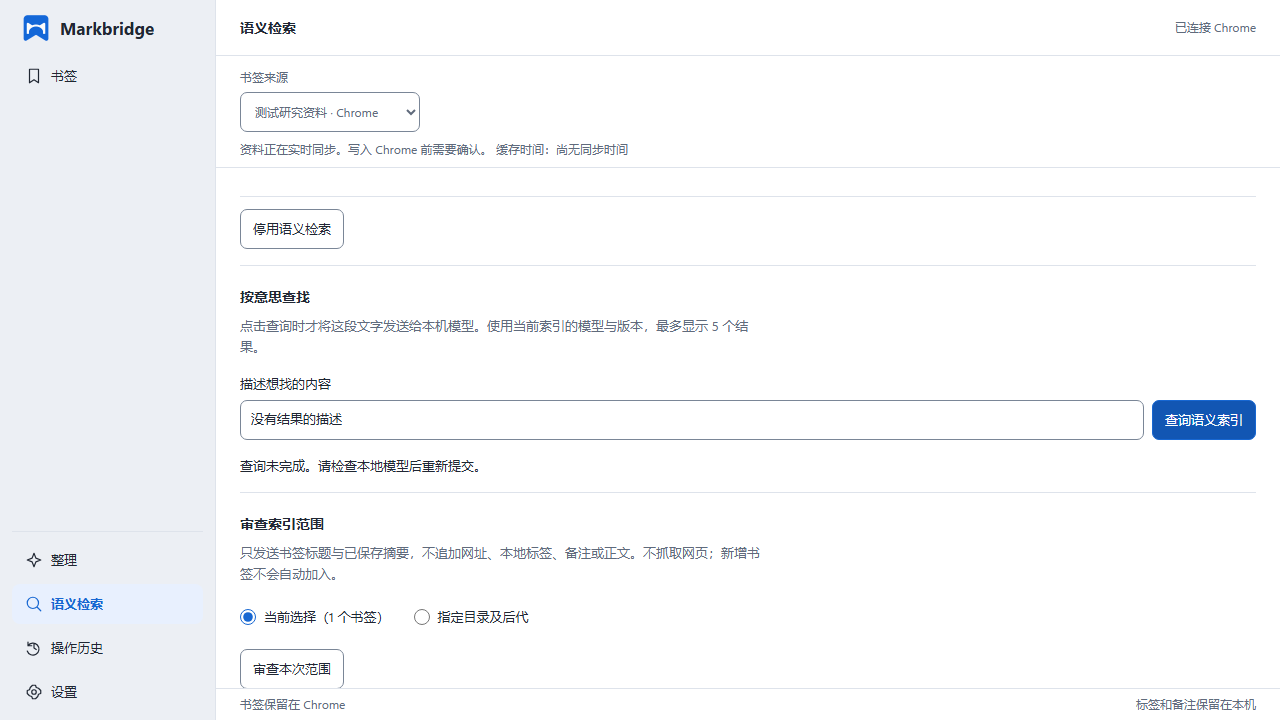 Markbridge
书签
整理
语义检索
操作历史
设置
语义检索
已连接 Chrome
书签来源
测试研究资料 · Chrome
资料正在实时同步。写入 Chrome 前需要确认。 缓存时间：尚无同步时间
停用语义检索
按意思查找
点击查询时才将这段文字发送给本机模型。使用当前索引的模型与版本，最多显示 5 个结
果。
描述想找的内容
没有结果的描述
查询语义索引
查询未完成。请检查本地模型后重新提交。
审查索引范围
只发送书签标题与已保存摘要，不追加网址、本地标签、备注或正文。不抓取网页；新增书
签不会自动加入。
当前选择（1 个书签）
指定目录及后代
审查本次范围
书签保留在 Chrome
标签和备注保留在本机